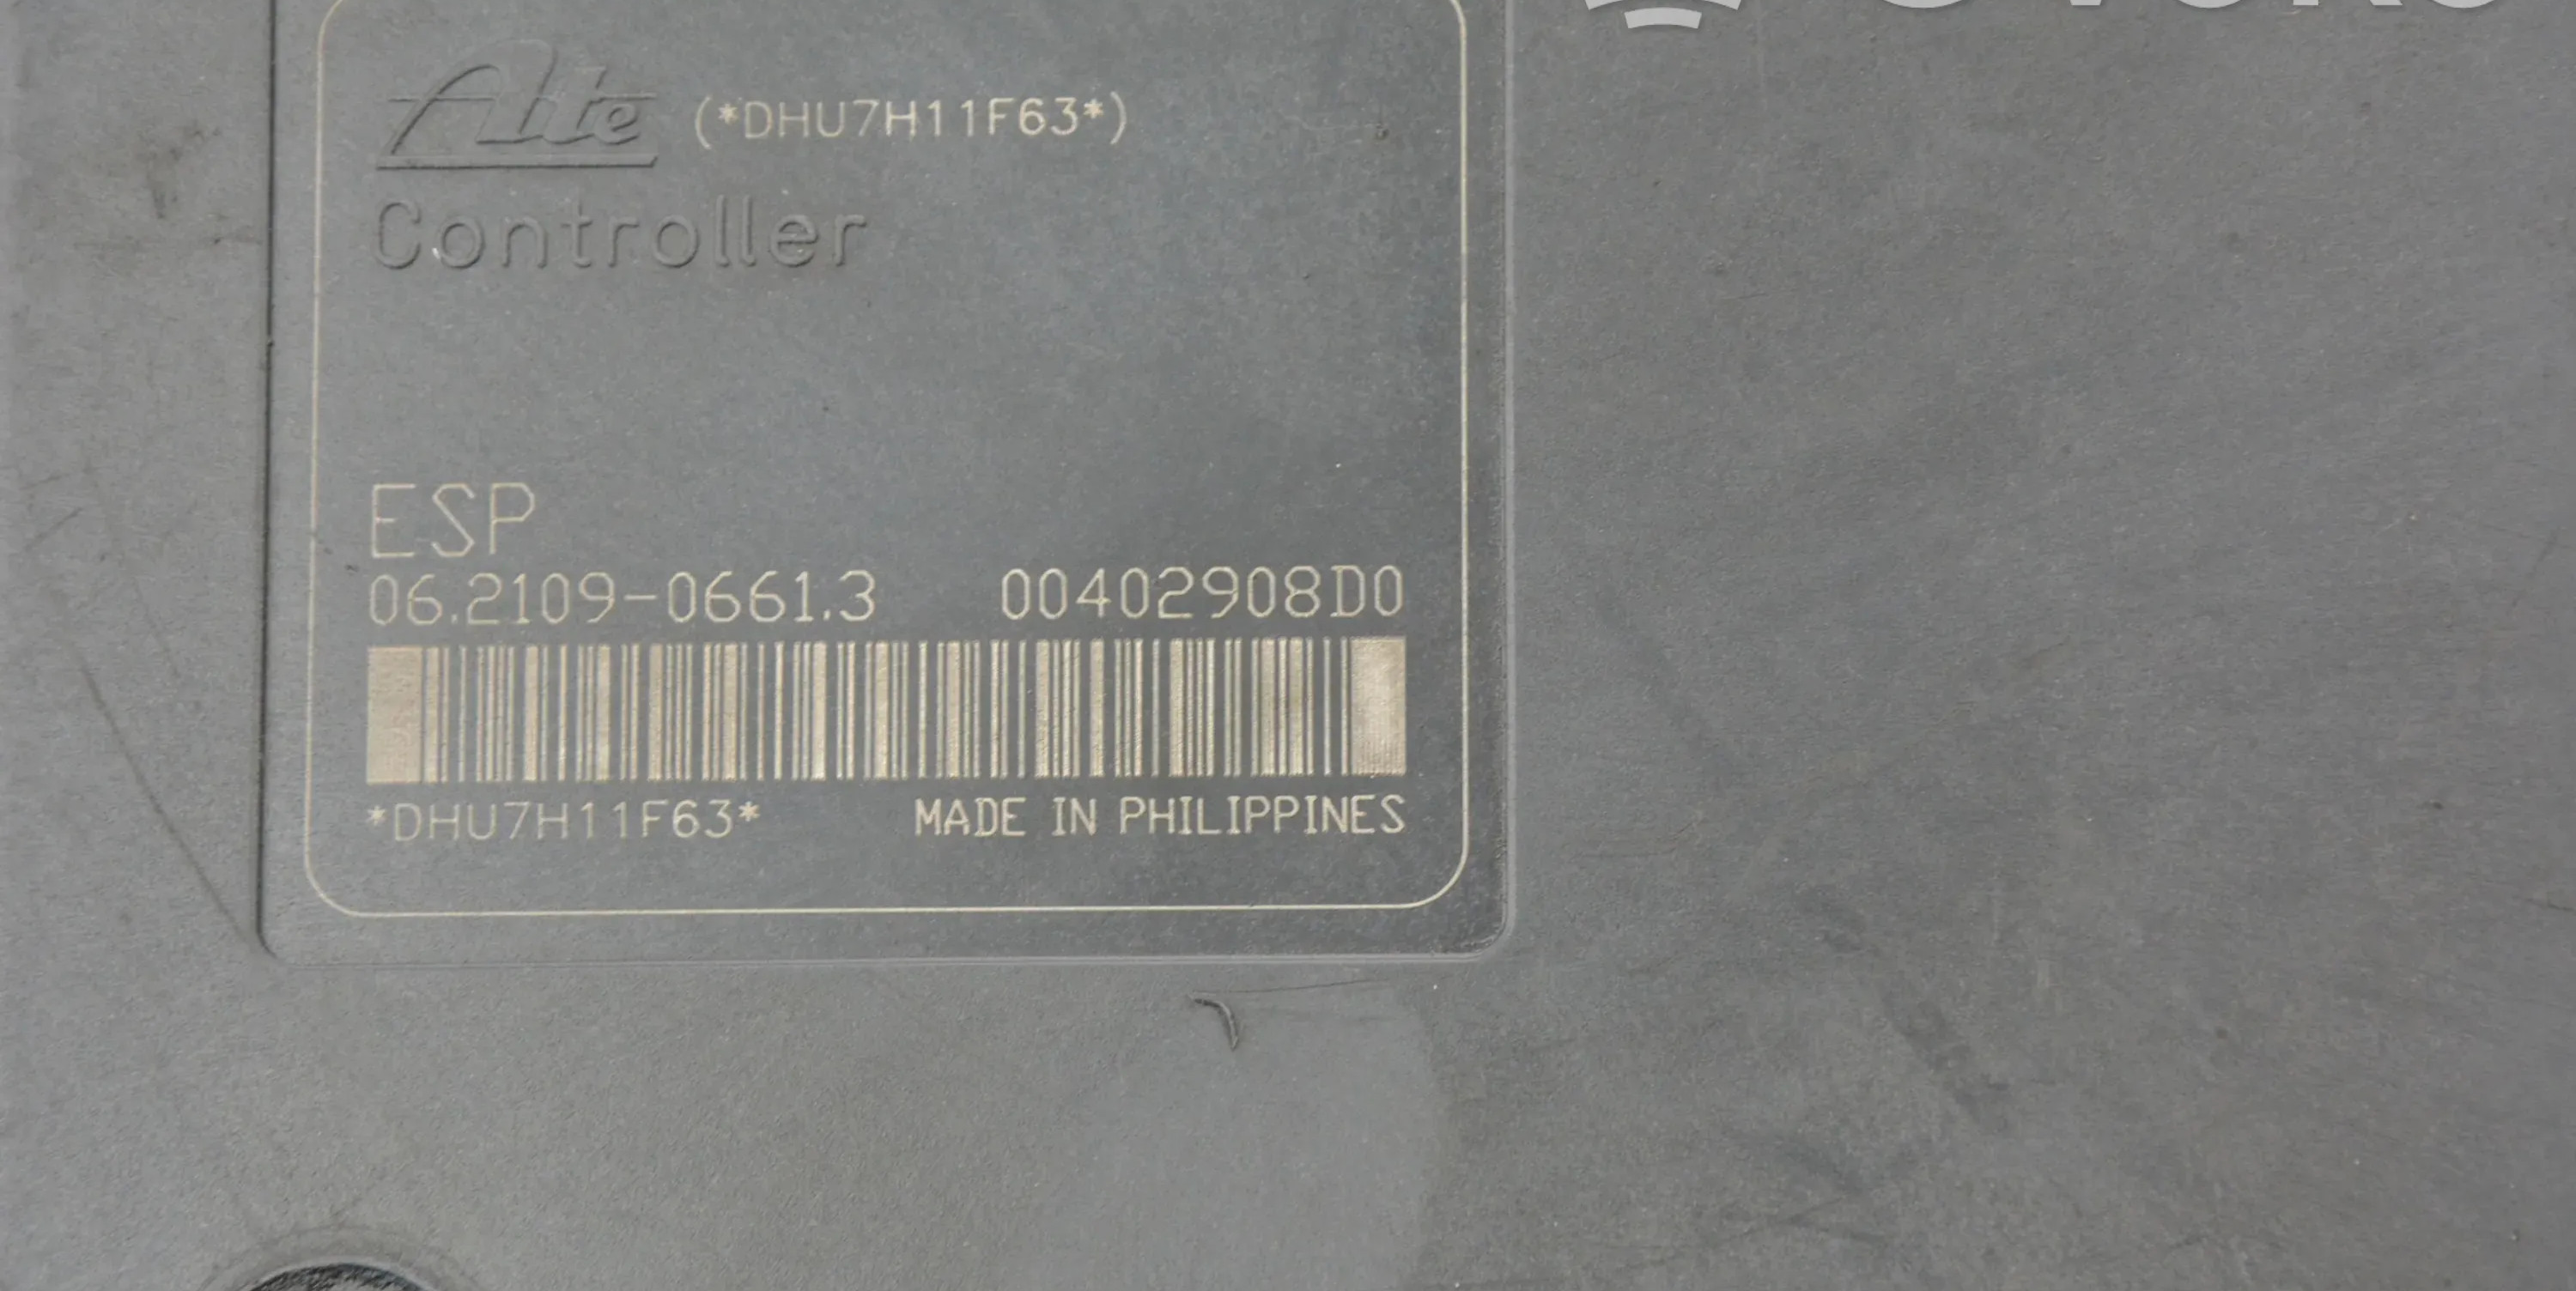 Ate (*DHU7H11F63*)
Controller
ESP
06.2109-0661.3 00402908D0
*DHU7H11F63* MADE IN PHILIPPINES